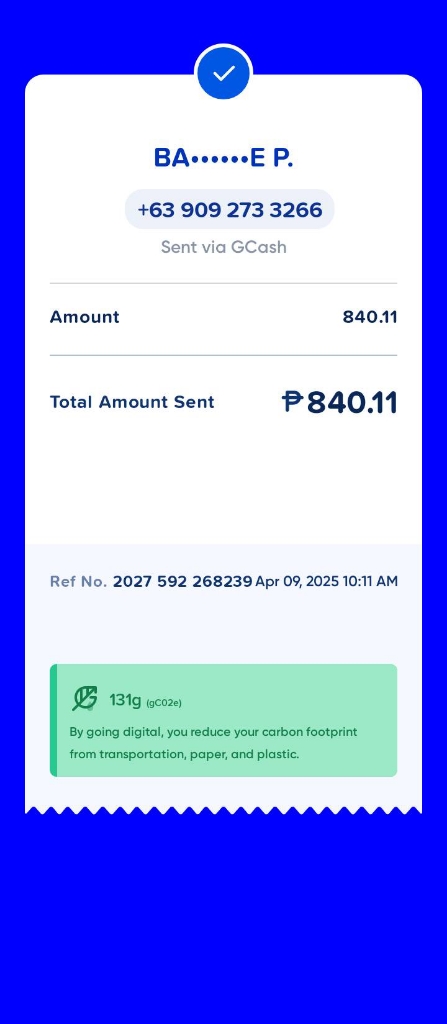 BA••••••E P.
+63 909 273 3266
Sent via GCash
Amount 840.11
Total Amount Sent ₱840.11
Ref No. 2027 592 268239 Apr 09, 2025 10:11 AM
131g (gC02e)
By going digital, you reduce your carbon footprint
from transportation, paper, and plastic.